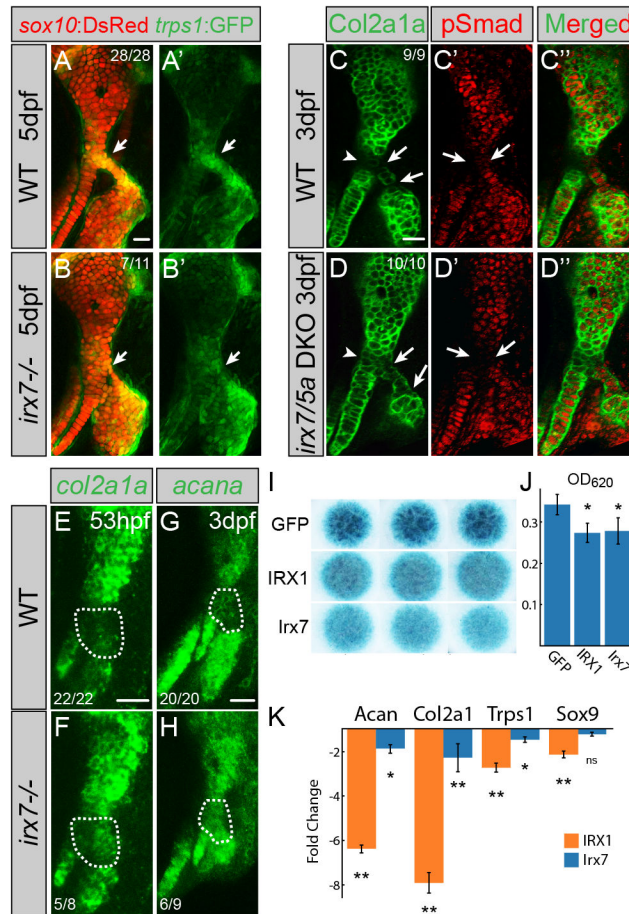 sox10:DsRed trps1:GFP
Col2a1a
pSmad
Merged
WT 5dpf
A
28/28
A'
WT 3dpf
C
9/9
C'
C''
irx7-/- 5dpf
B
7/11
B'
irx7/5a DKO 3dpf
D
10/10
D'
D''
col2a1a
acana
WT
E
53hpf
22/22
G
3dpf
20/20
irx7-/-
F
5/8
H
6/9
I
GFP
IRX1
Irx7
J
OD620
0.3
0.2
0.1
* *
GFP
IRX1
Irx7
K
Acan Col2a1 Trps1 Sox9
Fold Change
-2
-4
-6
-8
**
*
**
**
**
*
**
ns
IRX1
Irx7